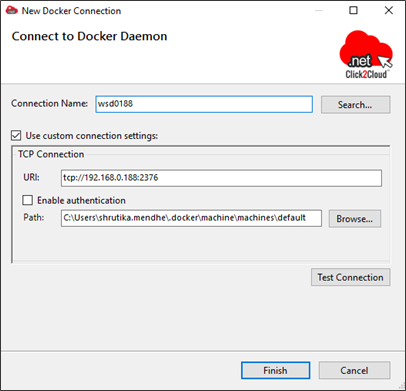 New Docker Connection
Connect to Docker Daemon
.net
Click2Cloud
Connection Name: wsd0188 Search...
Use custom connection settings:
TCP Connection
URI: tcp://192.168.0.188:2376
Enable authentication
Path: C:\Users\shrutika.mendhe\.docker\machine\machines\default Browse...
Test Connection
Finish Cancel